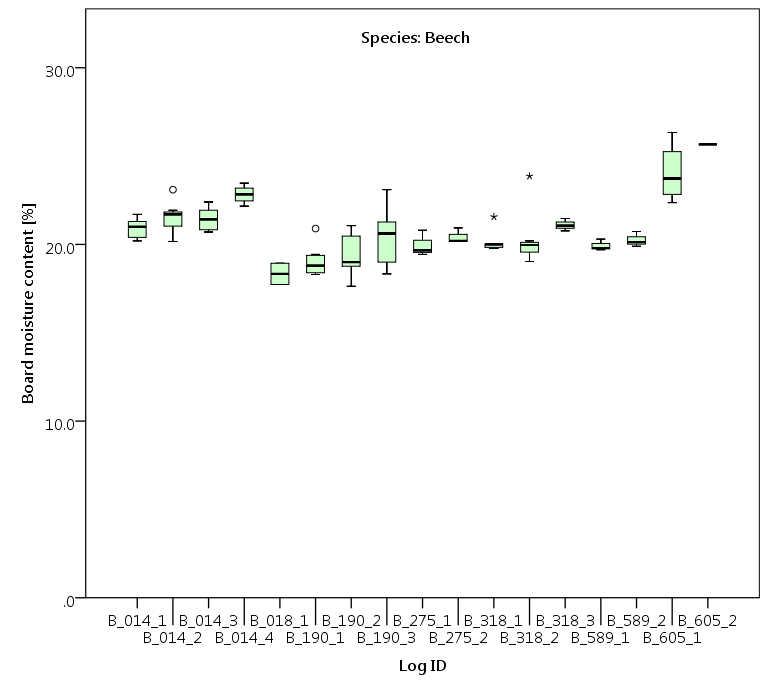 Species: Beech
30.0
20.0
10.0
.0
Board moisture content [%]
B_014_1 B_014_3 B_018_1 B_190_2 B_275_1 B_318_1 B_318_3 B_589_2 B_605_2
B_014_2 B_014_4 B_190_1 B_190_3 B_275_2 B_318_2 B_589_1 B_605_1
Log ID